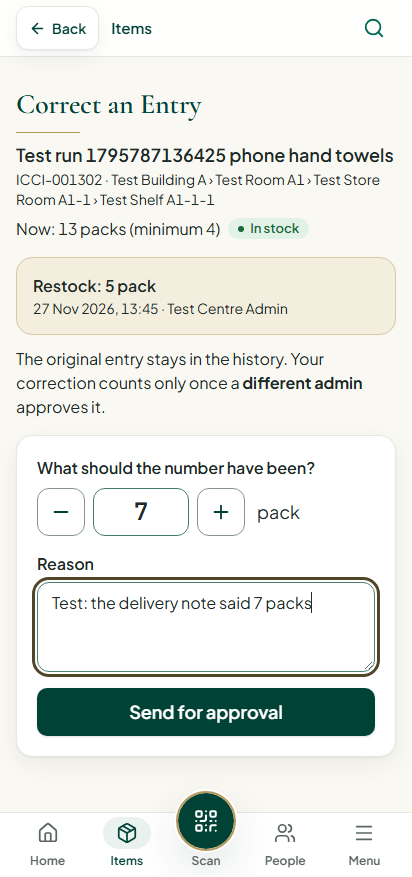 Back
Items
Correct an Entry
Test run 1795787136425 phone hand towels
ICCI-001302 · Test Building A › Test Room A1 › Test Store
Room A1-1 › Test Shelf A1-1-1
Now: 13 packs (minimum 4)
In stock
Restock: 5 pack
27 Nov 2026, 13:45 · Test Centre Admin
The original entry stays in the history. Your
correction counts only once a different admin
approves it.
What should the number have been?
− 7 + pack
Reason
Test: the delivery note said 7 packs
Send for approval
Home
Items
Scan
People
Menu